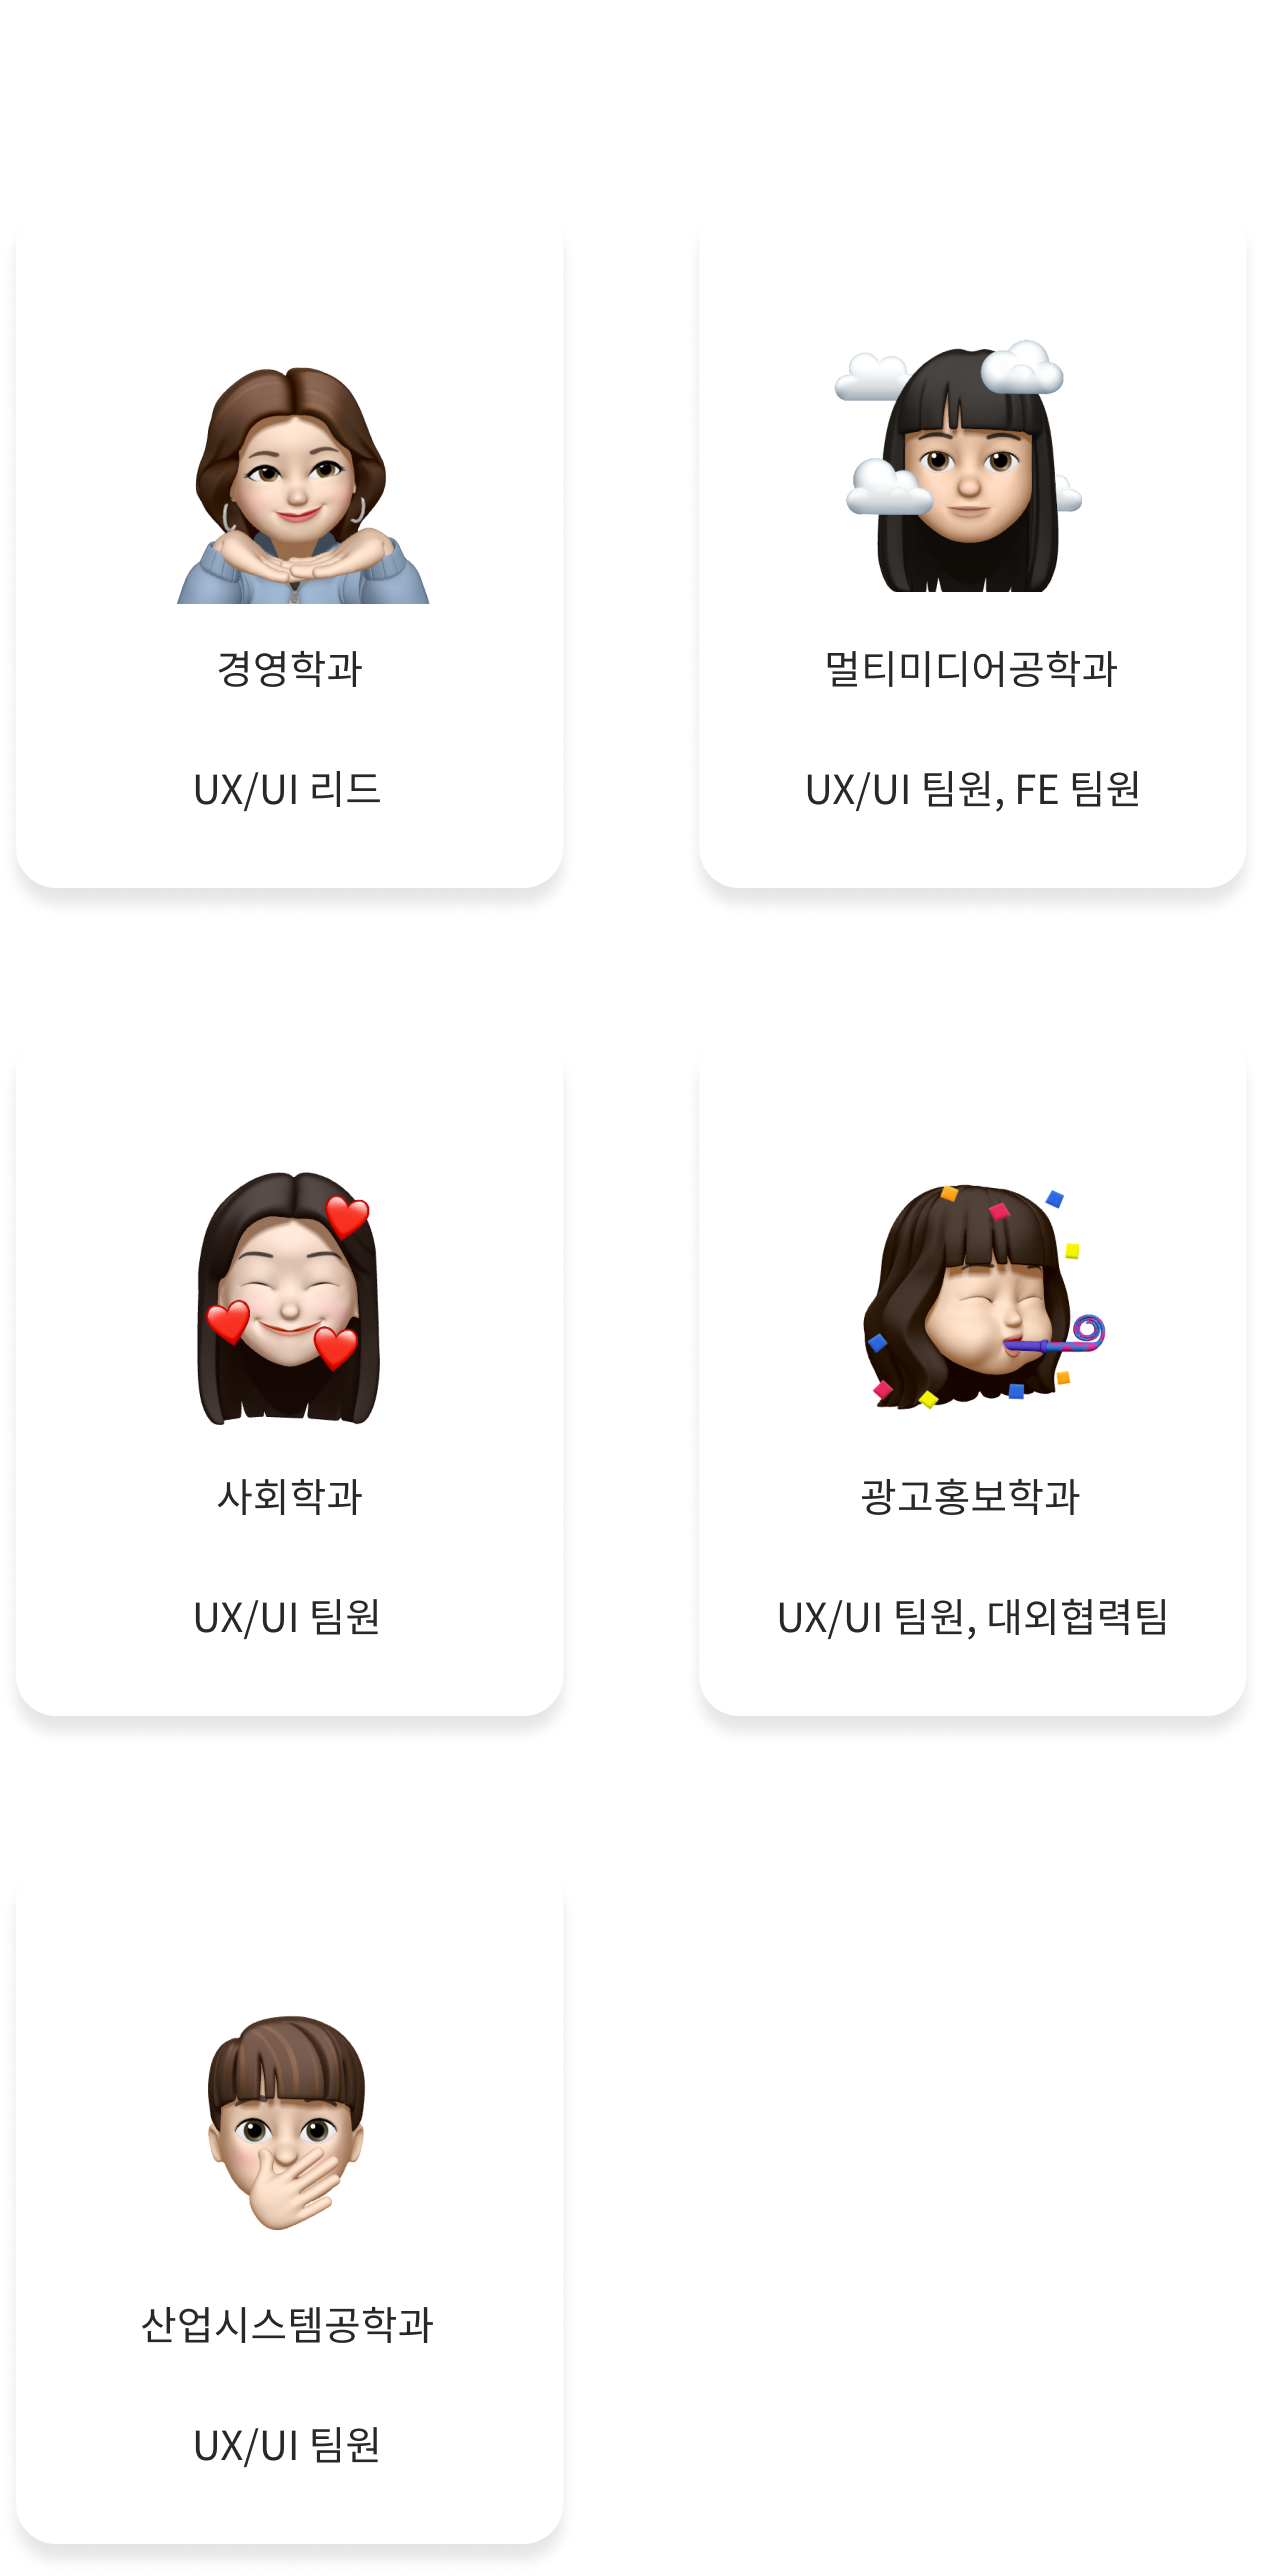 경영학과
UX/UI 리드
멀티미디어공학과
UX/UI 팀원, FE 팀원
사회학과
UX/UI 팀원
광고홍보학과
UX/UI 팀원, 대외협력팀
산업시스템공학과
UX/UI 팀원